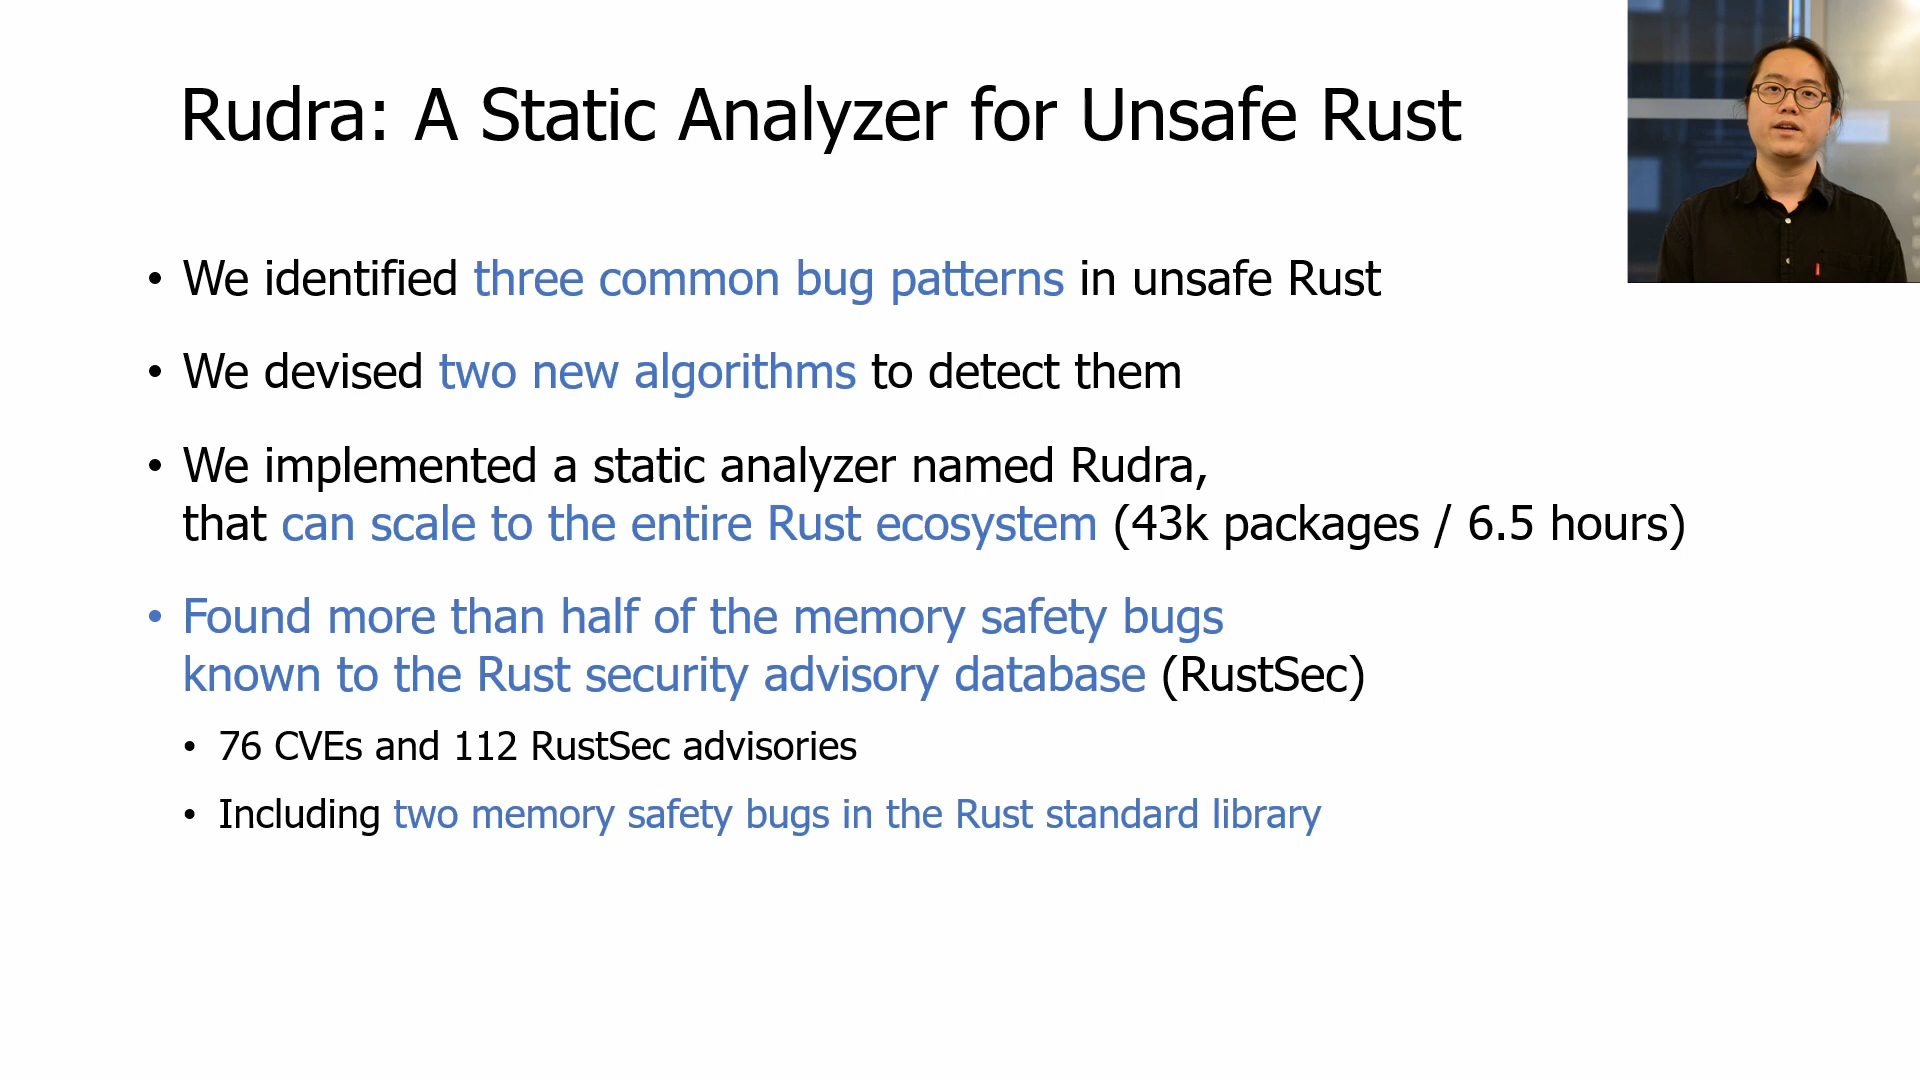 Rudra: A Static Analyzer for Unsafe Rust
• We identified three common bug patterns in unsafe Rust
• We devised two new algorithms to detect them
• We implemented a static analyzer named Rudra,
that can scale to the entire Rust ecosystem (43k packages / 6.5 hours)
• Found more than half of the memory safety bugs
known to the Rust security advisory database (RustSec)
• 76 CVEs and 112 RustSec advisories
• Including two memory safety bugs in the Rust standard library